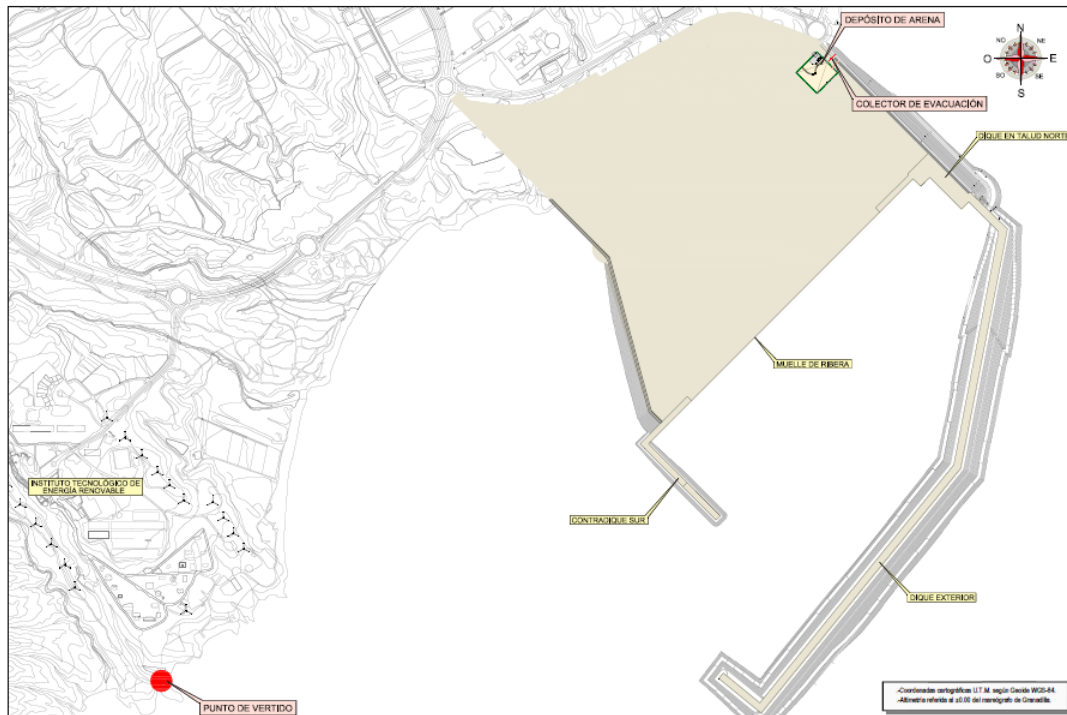 DEPÓSITO DE ARENA
N
NO
NE
O
E
SO
SE
S
COLECTOR DE EVACUACIÓN
DIQUE EN TALUD NORTE
MUELLE DE RIBERA
INSTITUTO TECNOLÓGICO DE
ENERGÍA RENOVABLE
CONTRADIQUE SUR
DIQUE EXTERIOR
PUNTO DE VERTIDO
-Coordenadas cartográficas U.T.M. según Geoide WGS-84.
-Altimetría referida al ±0.00 del mareógrafo de Granadilla.